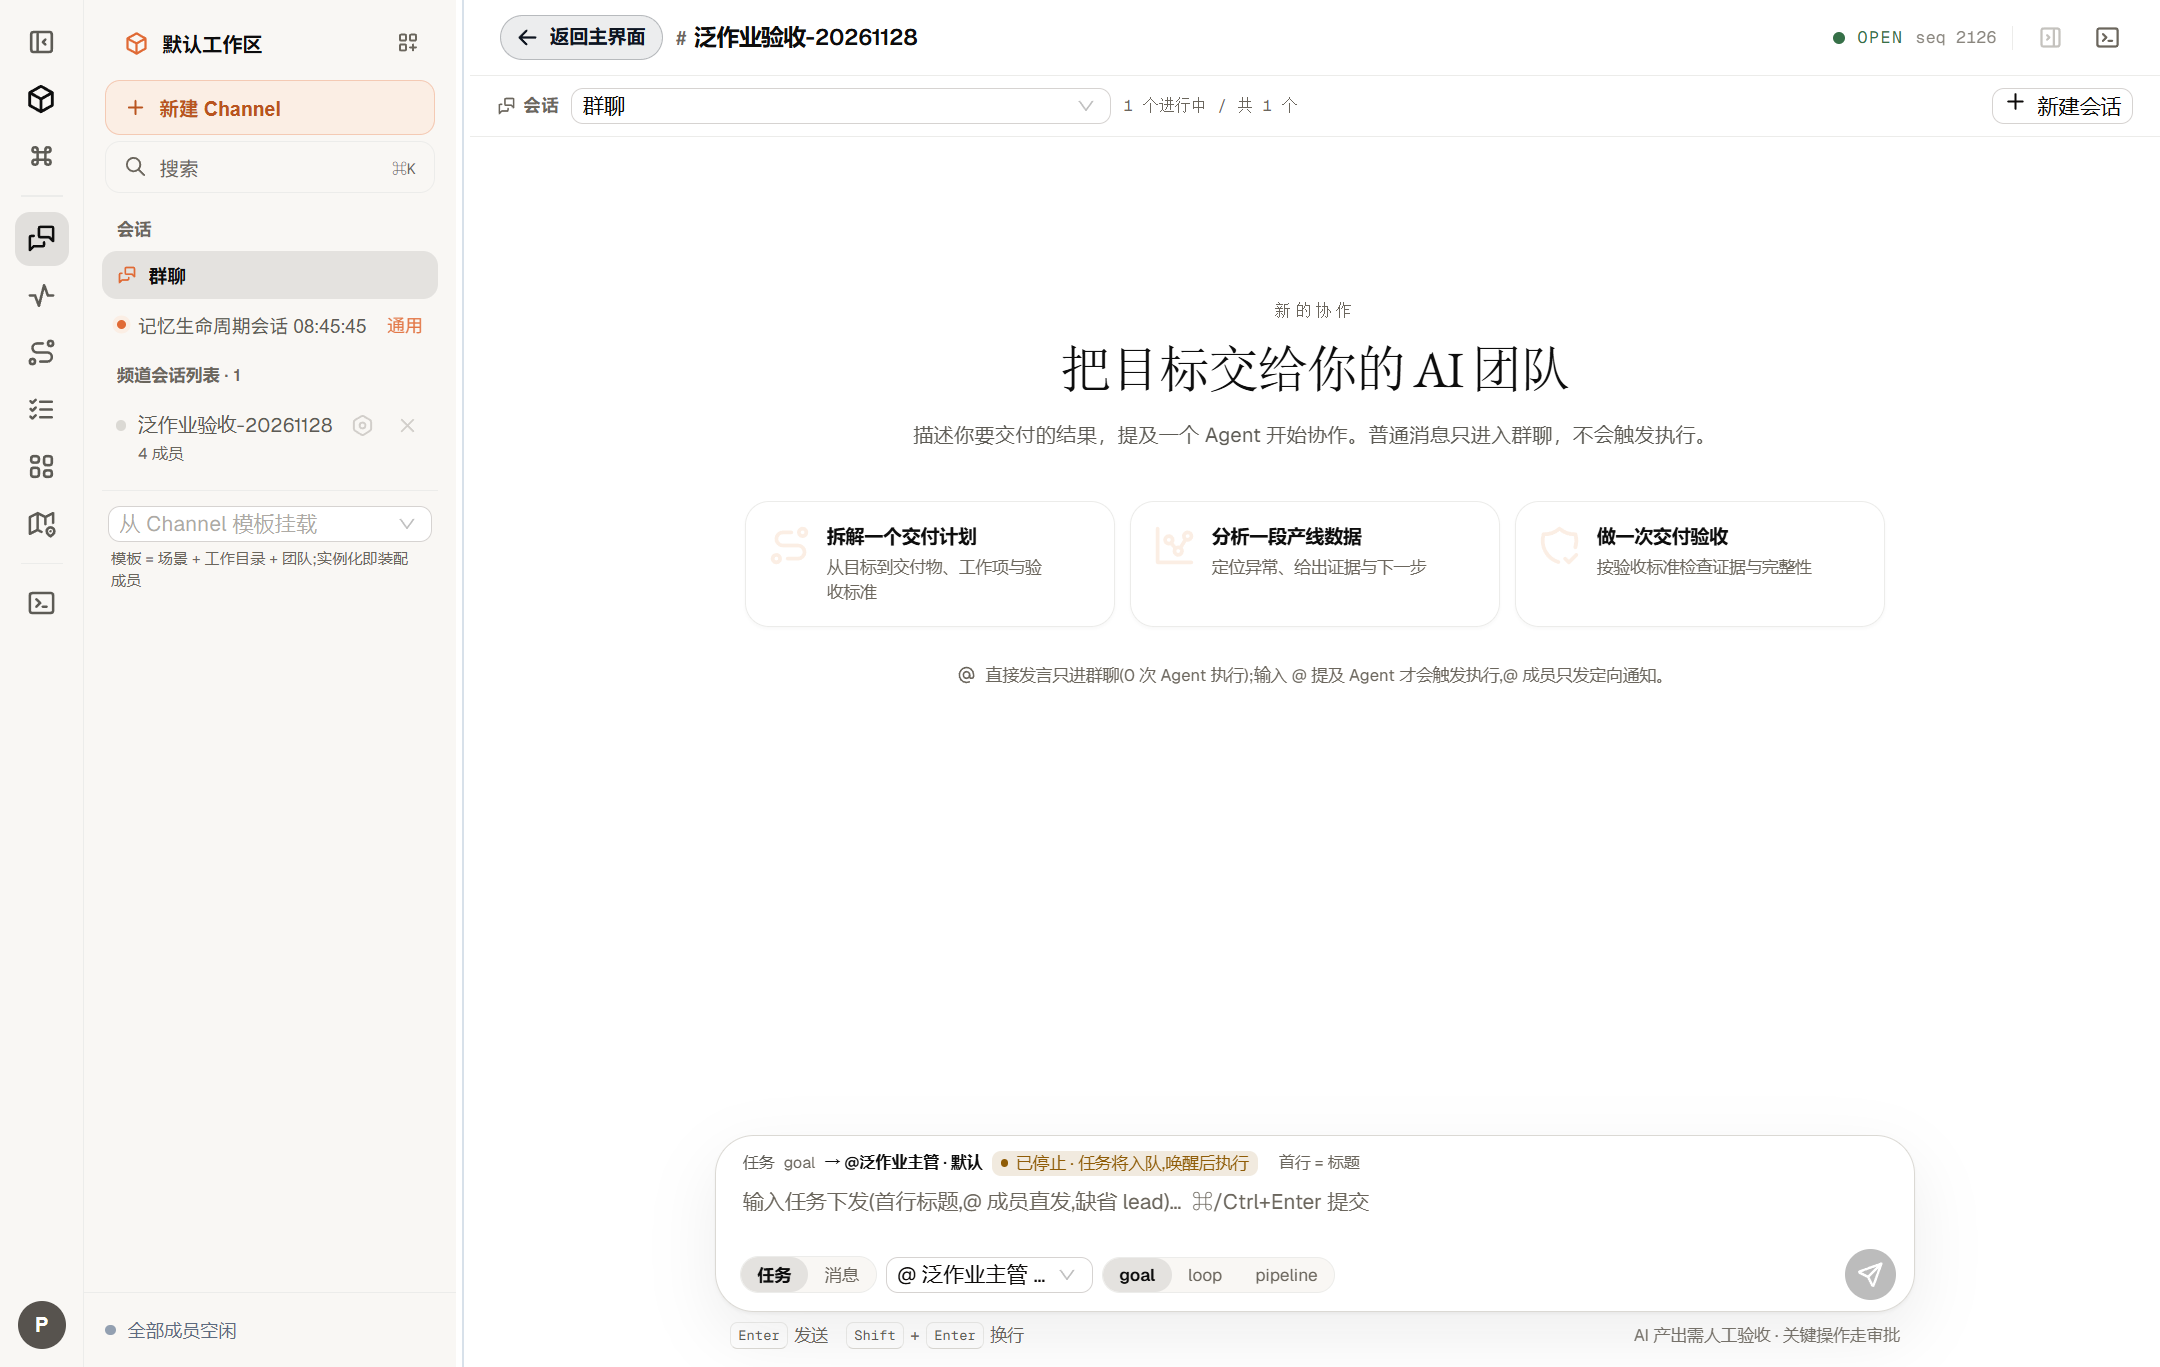 默认工作区
新建 Channel
搜索 ⌘K
会话
群聊
记忆生命周期会话 08:45:45 通用
频道会话列表 · 1
泛作业验收-20261128
4 成员
从 Channel 模板挂载
模板 = 场景 + 工作目录 + 团队;实例化即装配
成员
P
全部成员空闲
返回主界面 # 泛作业验收-20261128
OPEN seq 2126
会话 群聊 1 个进行中 / 共 1 个
新建会话
新的协作
把目标交给你的 AI 团队
描述你要交付的结果，提及一个 Agent 开始协作。普通消息只进入群聊，不会触发执行。
拆解一个交付计划
从目标到交付物、工作项与验
收标准
分析一段产线数据
定位异常、给出证据与下一步
做一次交付验收
按验收标准检查证据与完整性
@ 直接发言只进群聊(0 次 Agent 执行);输入 @ 提及 Agent 才会触发执行,@ 成员只发定向通知。
任务 goal → @泛作业主管 · 默认 已停止 · 任务将入队,唤醒后执行 首行 = 标题
输入任务下发(首行标题,@ 成员直发,缺省 lead)... ⌘/Ctrl+Enter 提交
任务 消息 @ 泛作业主管 ... goal loop pipeline
Enter 发送 Shift + Enter 换行
AI 产出需人工验收 · 关键操作走审批